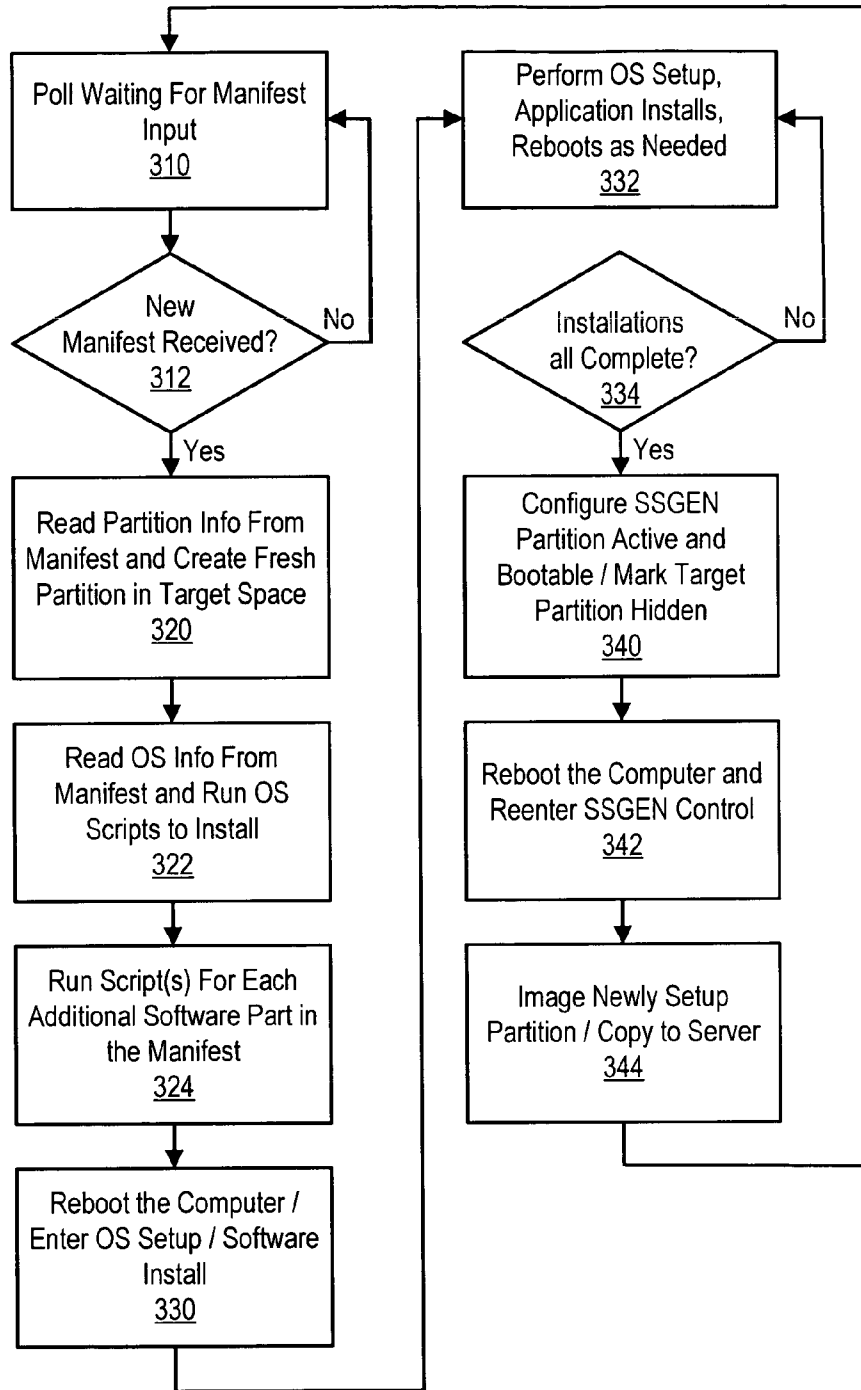 Poll Waiting For Manifest
Input
310
New
Manifest Received?
312
No
Yes
Read Partition Info From
Manifest and Create Fresh
Partition in Target Space
320
Read OS Info From
Manifest and Run OS
Scripts to Install
322
Run Script(s) For Each
Additional Software Part in
the Manifest
324
Reboot the Computer /
Enter OS Setup / Software
Install
330
Perform OS Setup,
Application Installs,
Reboots as Needed
332
Installations
all Complete?
334
No
Yes
Configure SSGEN
Partition Active and
Bootable / Mark Target
Partition Hidden
340
Reboot the Computer and
Reenter SSGEN Control
342
Image Newly Setup
Partition / Copy to Server
344